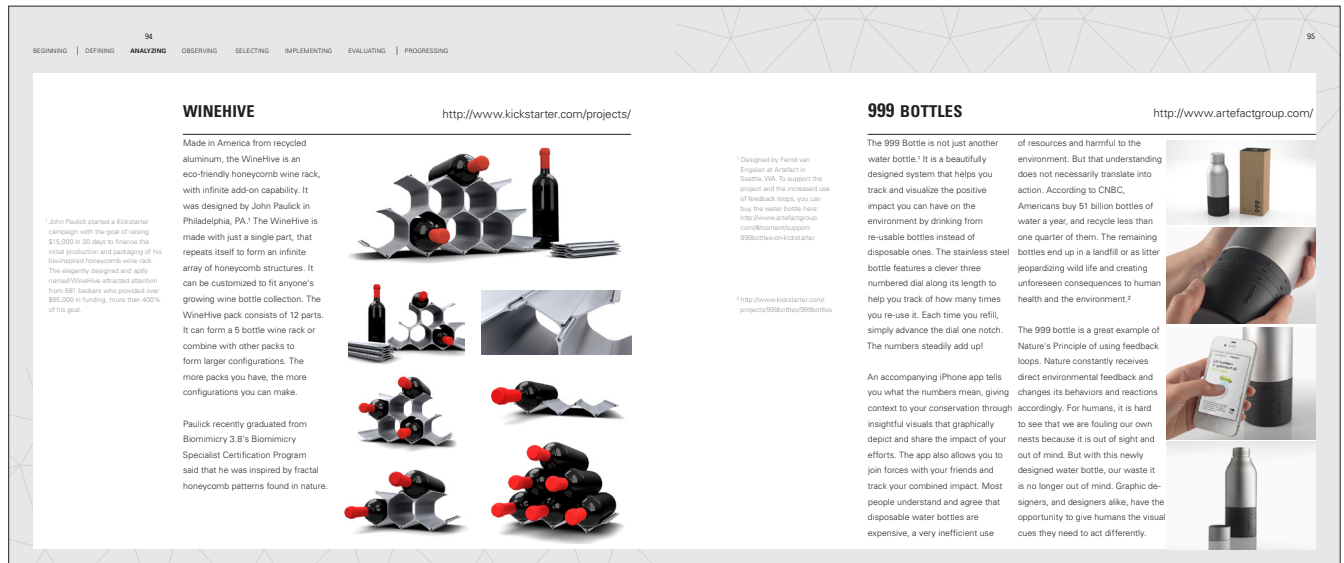 94
BEGINNING | DEFINING ANALYZING OBSERVING SELECTING IMPLEMENTING EVALUATING | PROGRESSING
WINEHIVE
http://www.kickstarter.com/projects/
Made in America from recycled
aluminum, the WineHive is an
eco-friendly honeycomb wine rack,
with infinite add-on capability. It
was designed by John Paulick in
Philadelphia, PA.¹ The WineHive is
made with just a single part, that
repeats itself to form an infinite
array of honeycomb structures. It
can be customized to fit anyone's
growing wine bottle collection. The
WineHive pack consists of 12 parts.
It can form a 5 bottle wine rack or
combine with other packs to
form larger configurations. The
more packs you have, the more
configurations you can make.
Paulick recently graduated from
Biomimicry 3.8's Biomimicry
Specialist Certification Program
said that he was inspired by fractal
honeycomb patterns found in nature.
¹ John Paulick started a Kickstarter
campaign with the goal of raising
$15,000 in 30 days to finance the
initial production and packaging of his
bio-inspired honeycomb wine rack.
The elegantly designed and aptly
named WineHive attracted attention
from 681 backers who provided over
$65,000 in funding, more than 400%
of his goal.
95
999 BOTTLES
http://www.artefactgroup.com/
¹ Designed by Fernd van
Engelen at Artefact in
Seattle, WA. To support the
project and the increased use
of feedback loops, you can
buy the water bottle here:
http://www.artefactgroup.
com/#/content/support-
999bottles-on-kickstarter
² http://www.kickstarter.com/
projects/999bottles/999bottles
The 999 Bottle is not just another
water bottle.¹ It is a beautifully
designed system that helps you
track and visualize the positive
impact you can have on the
environment by drinking from
re-usable bottles instead of
disposable ones. The stainless steel
bottle features a clever three
numbered dial along its length to
help you track of how many times
you re-use it. Each time you refill,
simply advance the dial one notch.
The numbers steadily add up!
An accompanying iPhone app tells
you what the numbers mean, giving
context to your conservation through
insightful visuals that graphically
depict and share the impact of your
efforts. The app also allows you to
join forces with your friends and
track your combined impact. Most
people understand and agree that
disposable water bottles are
expensive, a very inefficient use
of resources and harmful to the
environment. But that understanding
does not necessarily translate into
action. According to CNBC,
Americans buy 51 billion bottles of
water a year, and recycle less than
one quarter of them. The remaining
bottles end up in a landfill or as litter
jeopardizing wild life and creating
unforeseen consequences to human
health and the environment.²
The 999 bottle is a great example of
Nature's Principle of using feedback
loops. Nature constantly receives
direct environmental feedback and
changes its behaviors and reactions
accordingly. For humans, it is hard
to see that we are fouling our own
nests because it is out of sight and
out of mind. But with this newly
designed water bottle, our waste it
is no longer out of mind. Graphic de-
signers, and designers alike, have the
opportunity to give humans the visual
cues they need to act differently.
999